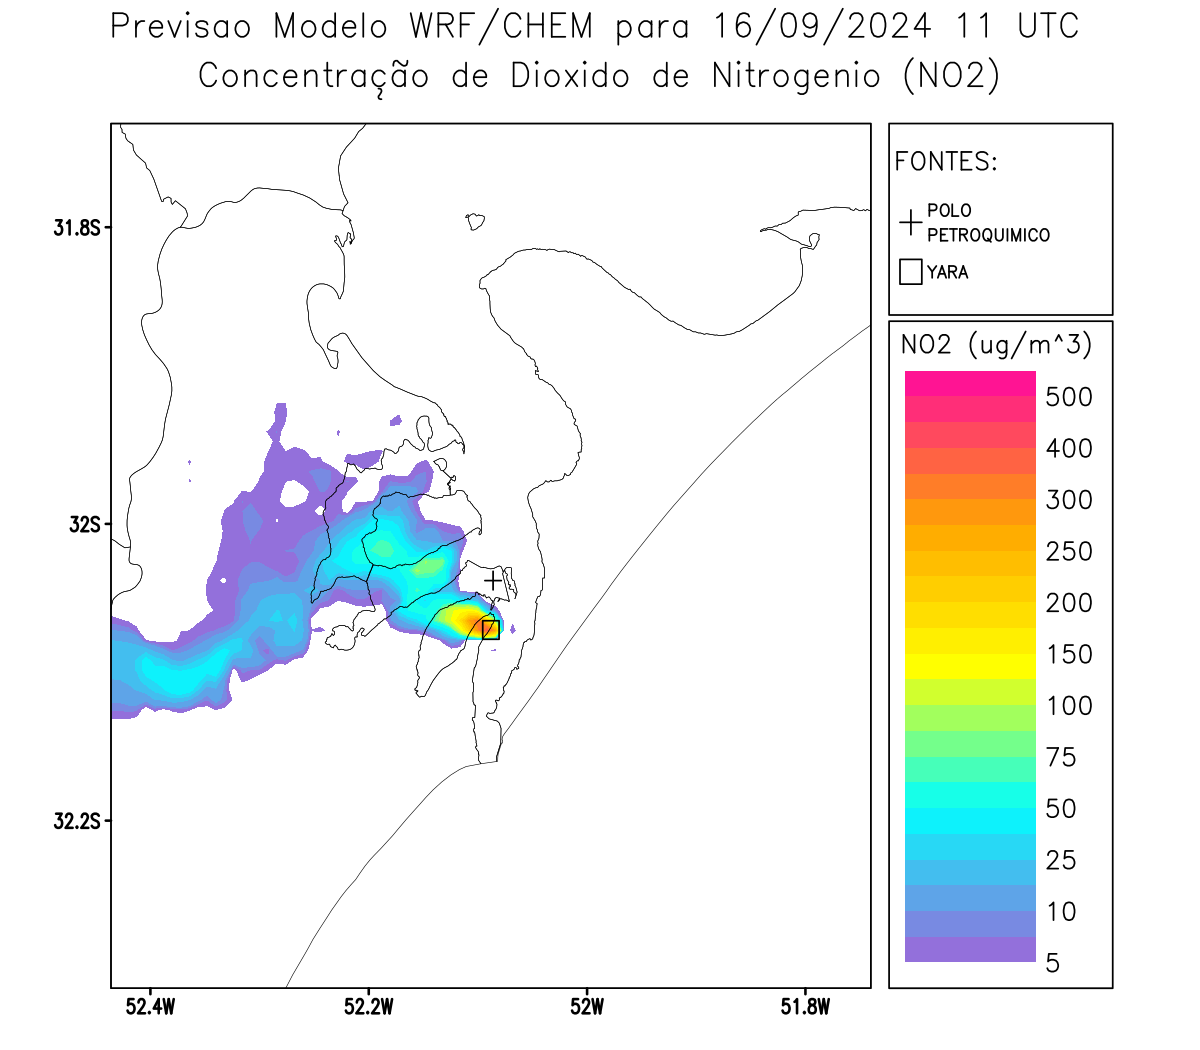 Previsao Modelo WRF/CHEM para 16/09/2024 11 UTC
Concentração de Dioxido de Nitrogenio (NO2)
FONTES:
POLO
PETROQUIMICO
YARA
NO2 (ug/m^3)
500
400
300
250
200
150
100
75
50
25
10
5
31.8S
32S
32.2S
52.4W
52.2W
52W
51.8W